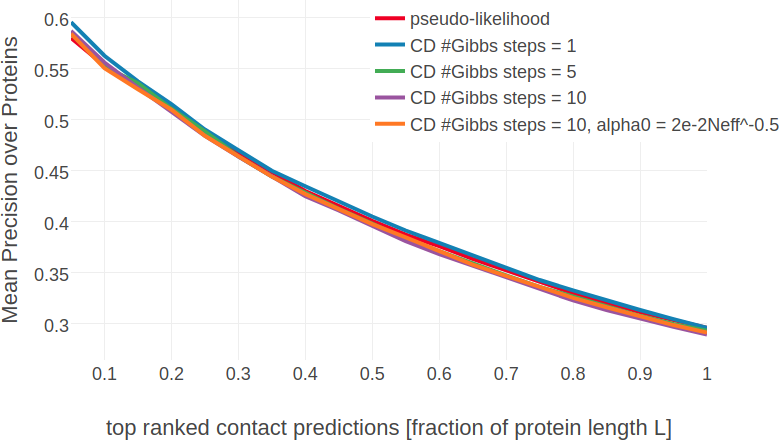 pseudo-likelihood
CD #Gibbs steps = 1
CD #Gibbs steps = 5
CD #Gibbs steps = 10
CD #Gibbs steps = 10, alpha0 = 2e-2Neff^-0.5
Mean Precision over Proteins
0.6
0.55
0.5
0.45
0.4
0.35
0.3
0.1 0.2 0.3 0.4 0.5 0.6 0.7 0.8 0.9 1
top ranked contact predictions [fraction of protein length L]